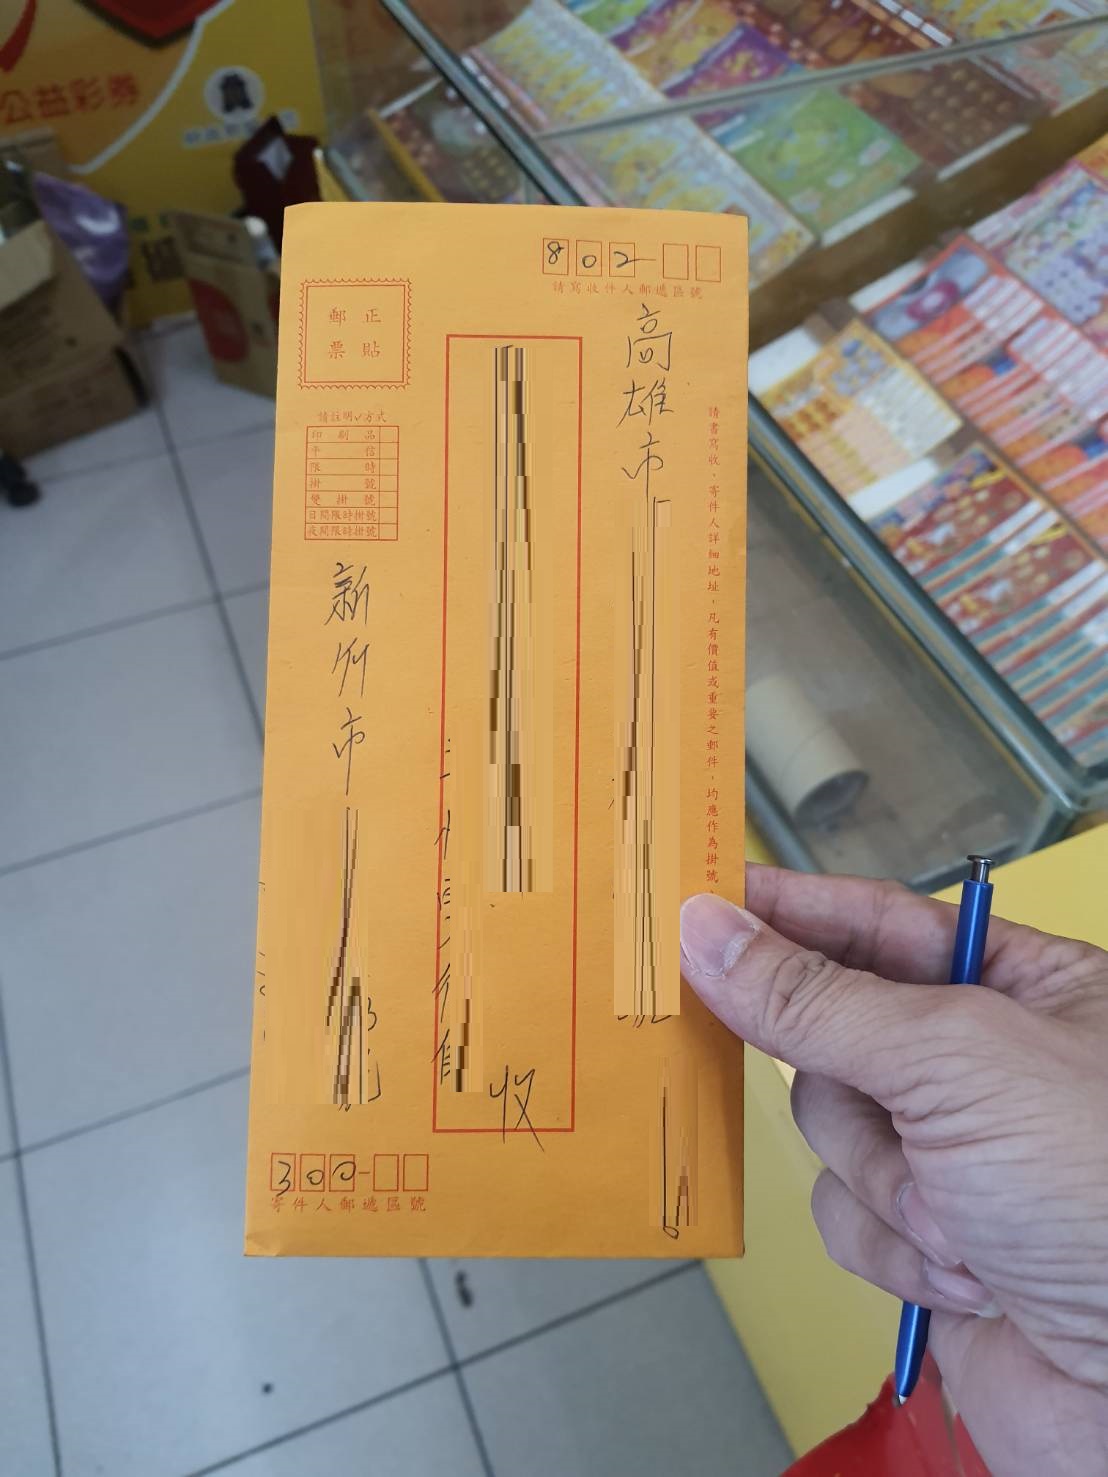 公益彩券
802
請寫收件人郵遞區號
高雄市
請書寫收、寄件人詳細地址，凡有價值或重要之郵件，均應作為掛號
收
正貼
郵票
請註明✓方式
印刷品
平信
限時
掛號
雙掛號
日間限時掛號
夜間限時掛號
新竹市
300
寄件人郵遞區號